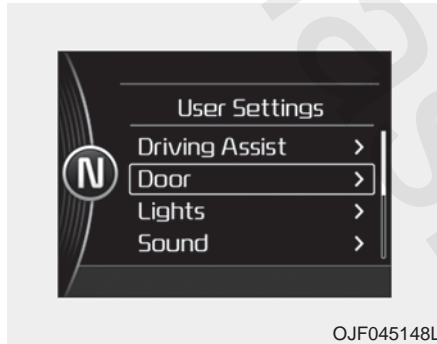 User Settings
Driving Assist >
N
Door >
Lights >
Sound >
OJF045148L